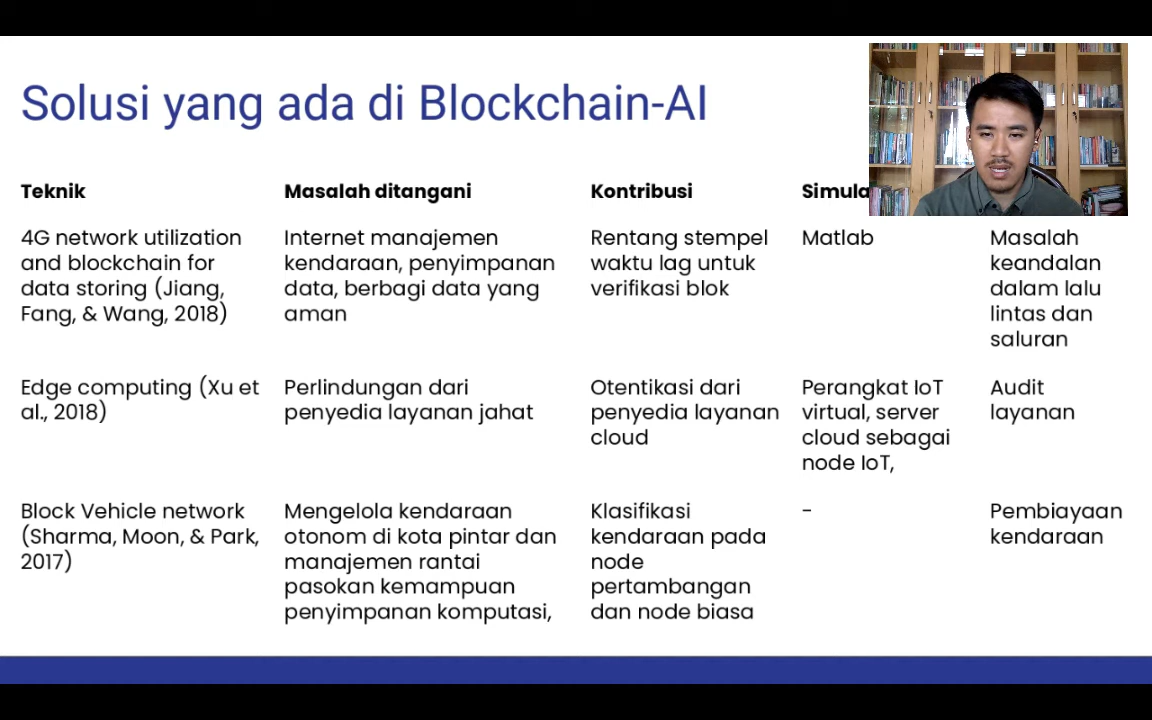 Solusi yang ada di Blockchain-AI
Teknik
Masalah ditangani
Kontribusi
4G network utilization
and blockchain for
data storing (Jiang,
Fang, & Wang, 2018)
Internet manajemen
kendaraan, penyimpanan
data, berbagi data yang
aman
Rentang stempel
waktu lag untuk
verifikasi blok
Matlab
Masalah
keandalan
dalam lalu
lintas dan
saluran
Edge computing (Xu et
al., 2018)
Perlindungan dari
penyedia layanan jahat
Otentikasi dari
penyedia layanan
cloud
Perangkat IoT
virtual, server
cloud sebagai
node IoT,
Audit
layanan
Block Vehicle network
(Sharma, Moon, & Park,
2017)
Mengelola kendaraan
otonom di kota pintar dan
manajemen rantai
pasokan kemampuan
penyimpanan komputasi,
Klasifikasi
kendaraan pada
node
pertambangan
dan node biasa
-
Pembiayaan
kendaraan